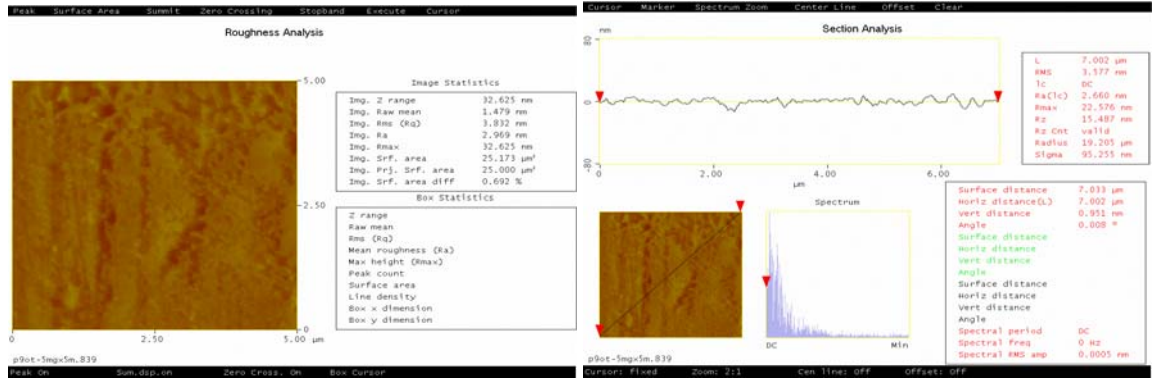 Peak Surface Area Summit Zero Crossing Stopband Execute Cursor
Roughness Analysis
5.00
2.50
0
0 2.50 5.00
µm
Image Statistics
Img. Z range 32.625 nm
Img. Raw mean 1.479 nm
Img. Rms (Rq) 3.832 nm
Img. Ra 2.969 nm
Img. Rmax 32.625 nm
Img. Srf. area 25.173 µm²
Img. Prj. Srf. area 25.000 µm²
Img. Srf. area diff 0.692 %
Box Statistics
Z range
Raw mean
Rms (Rq)
Mean roughness (Ra)
Max height (Rmax)
Peak count
Surface area
Line density
Box x dimension
Box y dimension
p9ot-5mgx5m.839
Peak On Sum.dsp.on Zero Cross. On Box Cursor
Cursor Marker Spectrum Zoom Center Line Offset Clear
Section Analysis
nm
80
0
-80
0 2.00 4.00 6.00
µm
L 7.002 µm
RMS 3.577 nm
lc DC
Ra(lc) 2.660 nm
Rmax 22.576 nm
Rz 15.487 nm
Rz Cnt valid
Radius 19.205 µm
Sigma 95.255 nm
Spectrum
DC Min
Surface distance 7.033 µm
Horiz distance(L) 7.002 µm
Vert distance 0.951 nm
Angle 0.008 °
Surface distance
Horiz distance
Vert distance
Angle
Surface distance
Horiz distance
Vert distance
Angle
Spectral period DC
Spectral freq 0 Hz
Spectral RMS amp 0.0005 nm
p9ot-5mgx5m.839
Cursor: fixed Zoom: 2:1 Cen line: Off Offset: Off